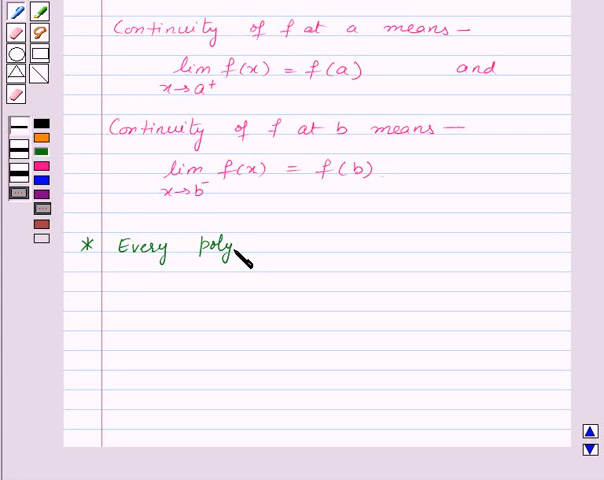 Continuity of f at a means –
lim f(x) = f(a) and
x→a+
Continuity of f at b means —
lim f(x) = f(b).
x→b-
* Every poly